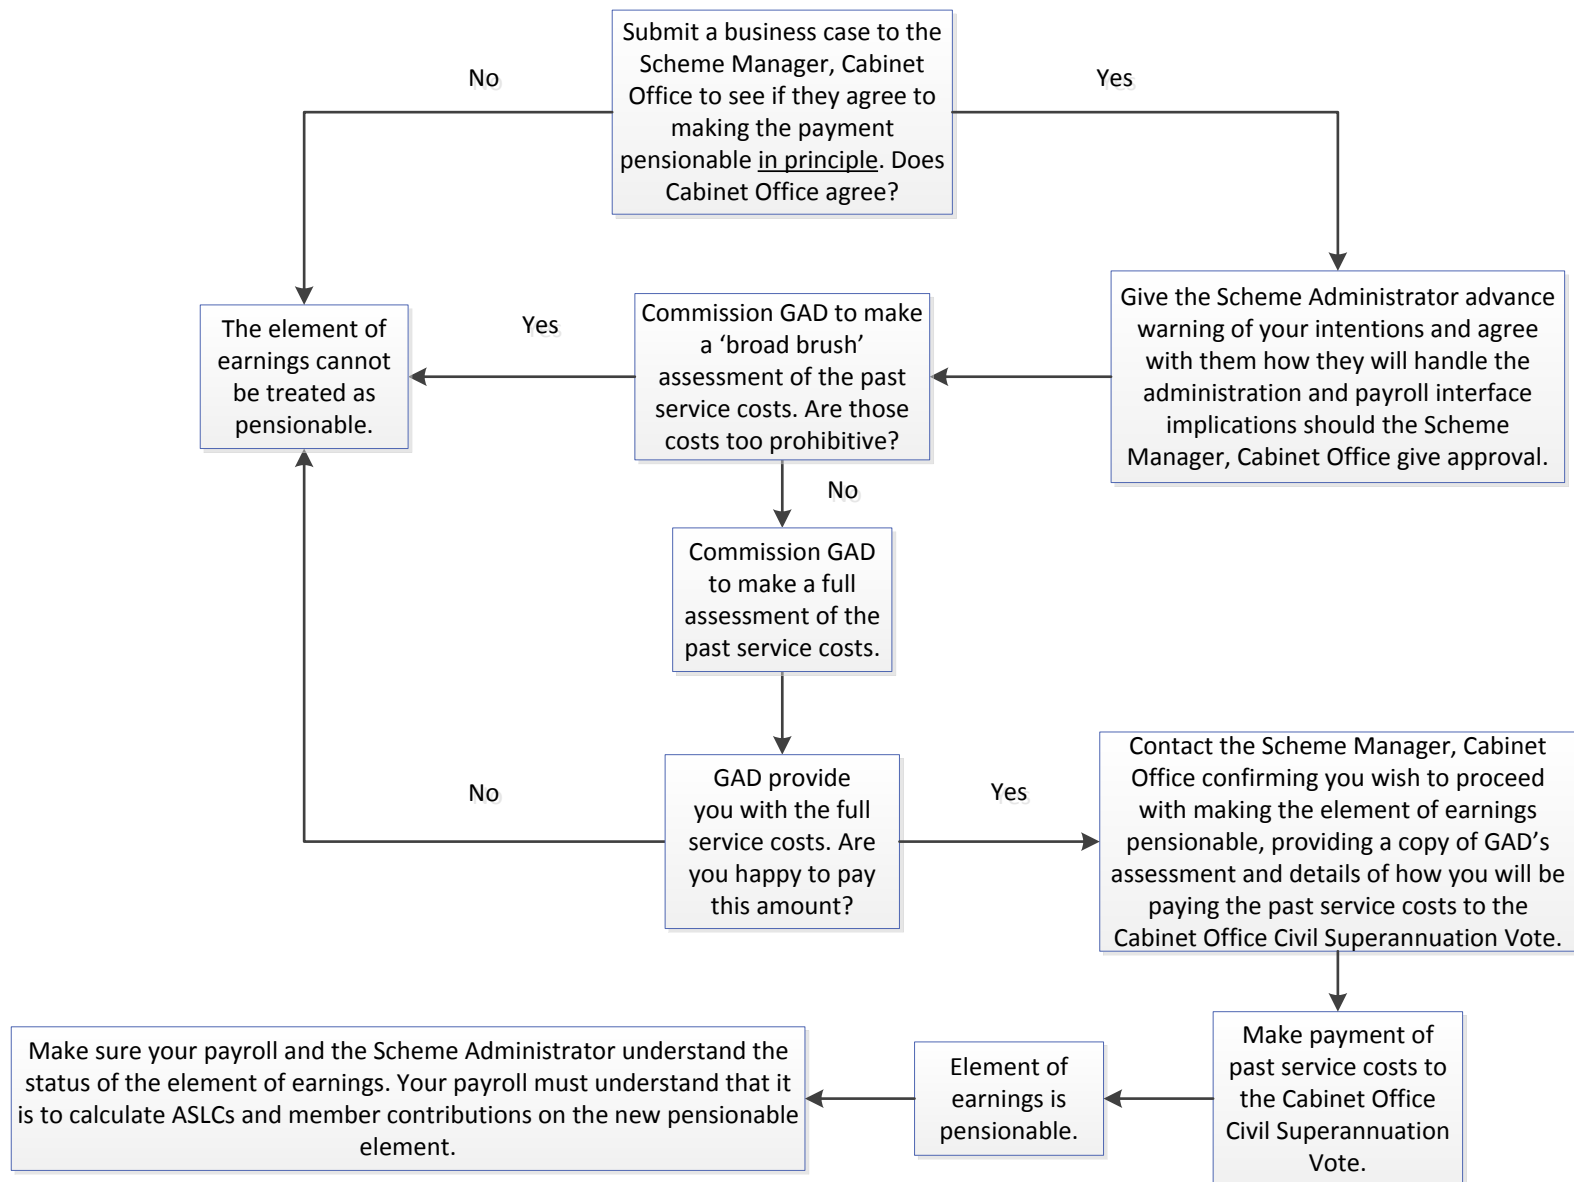 Submit a business case to the
Scheme Manager, Cabinet
Office to see if they agree to
making the payment
pensionable in principle. Does
Cabinet Office agree?
No
Yes
Give the Scheme Administrator advance
warning of your intentions and agree
with them how they will handle the
administration and payroll interface
implications should the Scheme
Manager, Cabinet Office give approval.
Commission GAD to make
a ‘broad brush’
assessment of the past
service costs. Are those
costs too prohibitive?
Yes
The element of
earnings cannot
be treated as
pensionable.
No
Commission GAD
to make a full
assessment of the
past service costs.
GAD provide
you with the full
service costs. Are
you happy to pay
this amount?
No
Yes
Contact the Scheme Manager, Cabinet
Office confirming you wish to proceed
with making the element of earnings
pensionable, providing a copy of GAD’s
assessment and details of how you will be
paying the past service costs to the
Cabinet Office Civil Superannuation Vote.
Make payment of
past service costs to
the Cabinet Office
Civil Superannuation
Vote.
Element of
earnings is
pensionable.
Make sure your payroll and the Scheme Administrator understand the
status of the element of earnings. Your payroll must understand that it
is to calculate ASLCs and member contributions on the new pensionable
element.